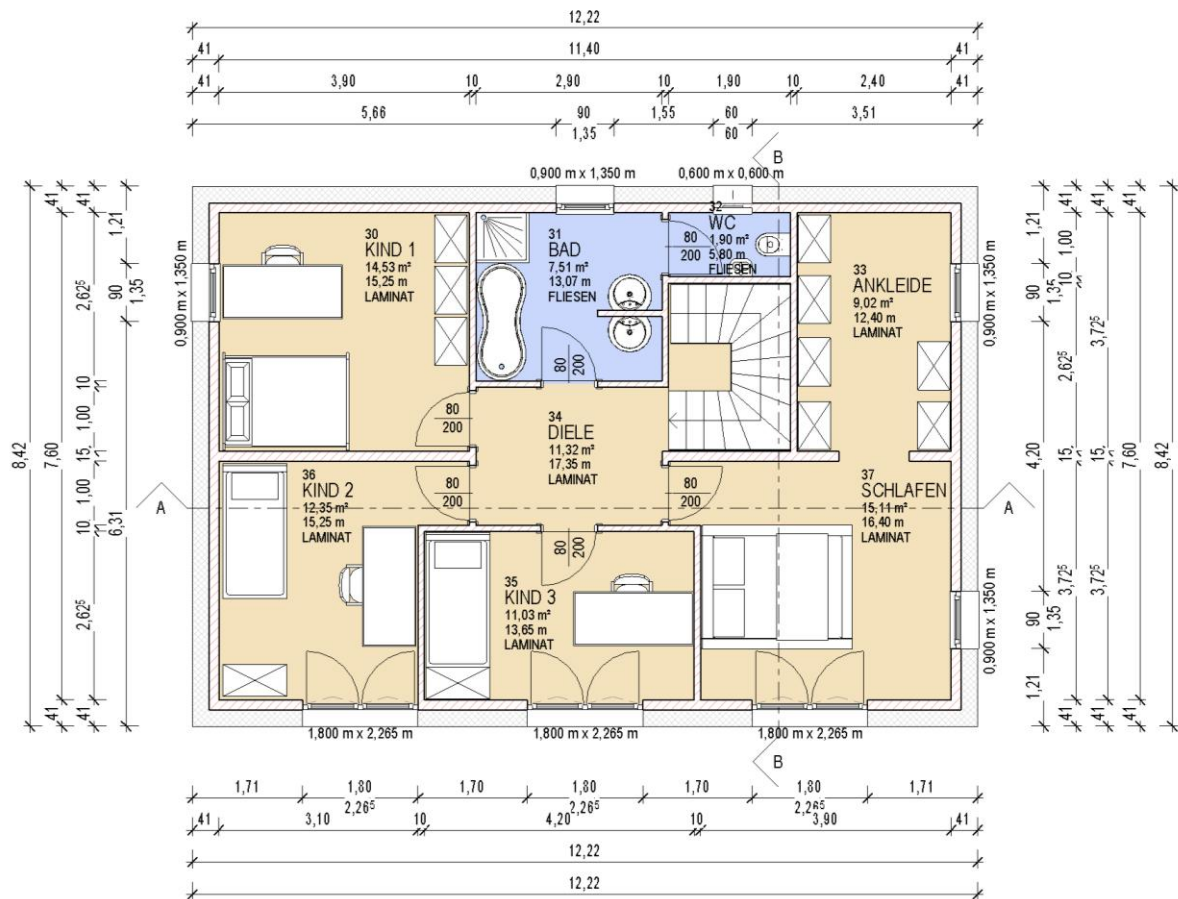 12,22
41 11,40 41
41 3,90 10 2,90 10 1,90 10 2,40 41
5,66 90 1,55 60 3,51
1,35 60
B
0,900 m x 1,350 m 0,600 m x 0,600 m
30
KIND 1
14,53 m²
15,25 m
LAMINAT
31
BAD
7,51 m²
13,07 m
FLIESEN
80
200
32
WC
1,90 m²
5,80 m
FLIESEN
33
ANKLEIDE
9,02 m²
12,40 m
LAMINAT
0,900 m x 1,350 m
0,900 m x 1,350 m
80
200
80
200
34
DIELE
11,32 m²
17,35 m
LAMINAT
36
KIND 2
12,35 m²
15,25 m
LAMINAT
80
200
80
200
37
SCHLAFEN
15,11 m²
16,40 m
LAMINAT
A
A
80
200
35
KIND 3
11,03 m²
13,65 m
LAMINAT
0,900 m x 1,350 m
8,42
41 7,60 41
41 2,62⁵ 10 1,00 15 1,00 10 2,62⁵ 41
1,21 90 6,31
1,35
1,21 90 4,20 90 1,21
1,35 1,35
41 1,00 10 2,62⁵ 15 3,72⁵ 41
41 3,72⁵ 15 3,72⁵ 41
41 7,60 41
8,42
1,800 m x 2,265 m 1,800 m x 2,265 m 1,800 m x 2,265 m
B
1,71 1,80 1,70 1,80 1,70 1,80 1,71
2,26⁵ 2,26⁵ 2,26⁵
41 3,10 10 4,20 10 3,90 41
12,22
12,22